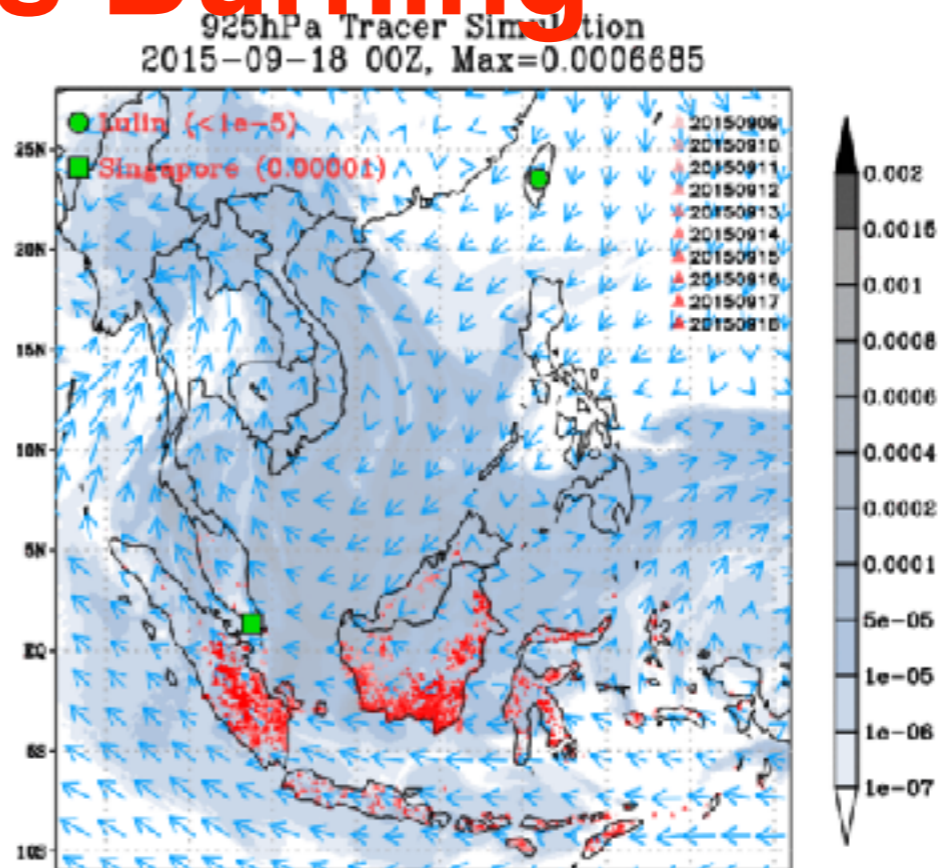 s Burning
925hPa Tracer Simulation
2015-09-18 00Z, Max=0.0006685
Lulin (<1e-5)
Singapore (0.00001)
20150909
20150910
20150911
20150912
20150913
20150914
20150915
20150916
20150917
20150918
25N
20N
15N
10N
5N
EQ
5S
10S
0.002
0.0015
0.001
0.0008
0.0006
0.0004
0.0002
0.0001
5e-05
1e-05
1e-06
1e-07